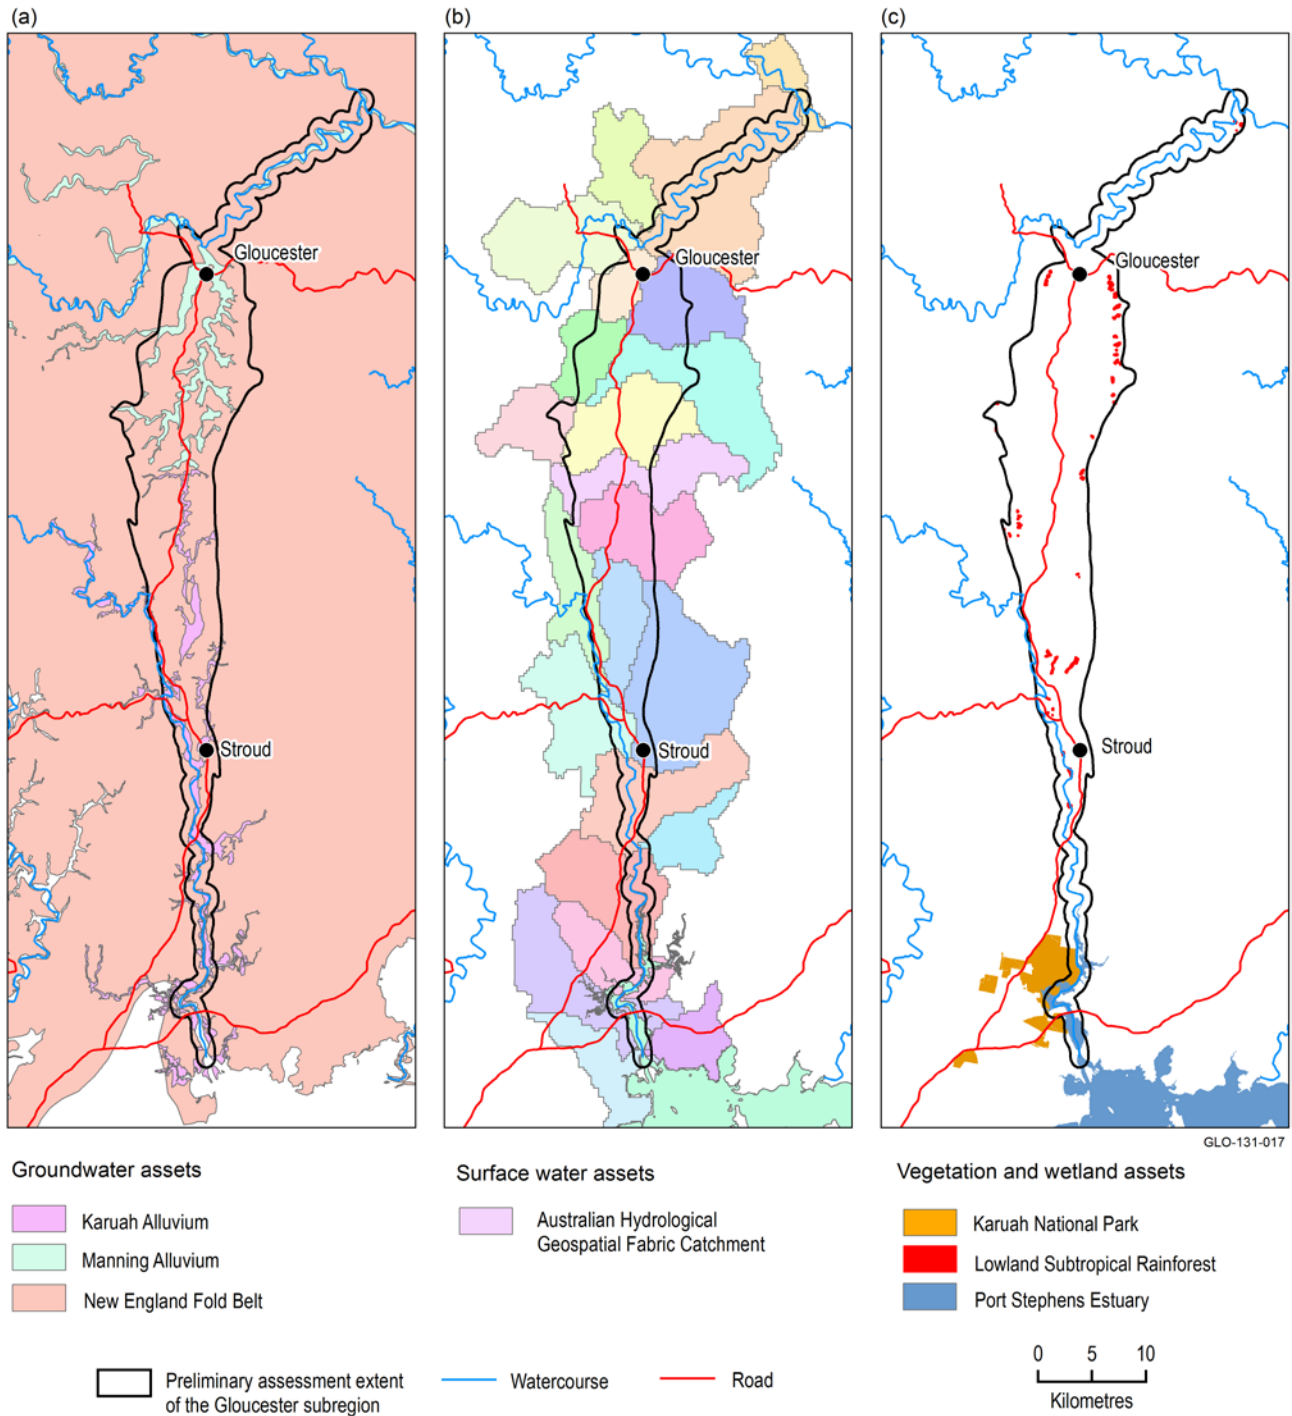 (a)
(b)
(c)
Gloucester
Gloucester
Gloucester
Stroud
Stroud
Stroud
GLO-131-017
Groundwater assets
Karuah Alluvium
Manning Alluvium
New England Fold Belt
Surface water assets
Australian Hydrological
Geospatial Fabric Catchment
Vegetation and wetland assets
Karuah National Park
Lowland Subtropical Rainforest
Port Stephens Estuary
Preliminary assessment extent
of the Gloucester subregion
Watercourse
Road
0 5 10
Kilometres